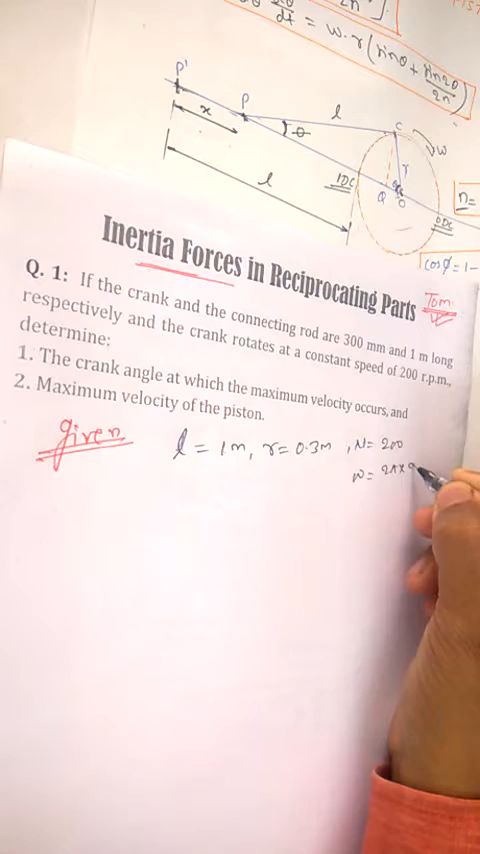 dθ/dt = w.r (sinθ + sin2θ/2n)
P'
P
x
l
C
w
θ
r
l
IDC
Q
O
ODC
n=
cosφ = 1-
Inertia Forces in Reciprocating Parts
Tom
Q. 1: If the crank and the connecting rod are 300 mm and 1 m long
respectively and the crank rotates at a constant speed of 200 r.p.m.,
determine:
1. The crank angle at which the maximum velocity occurs, and
2. Maximum velocity of the piston.
given
l = 1m, r = 0.3m , N = 200
w = 2π×